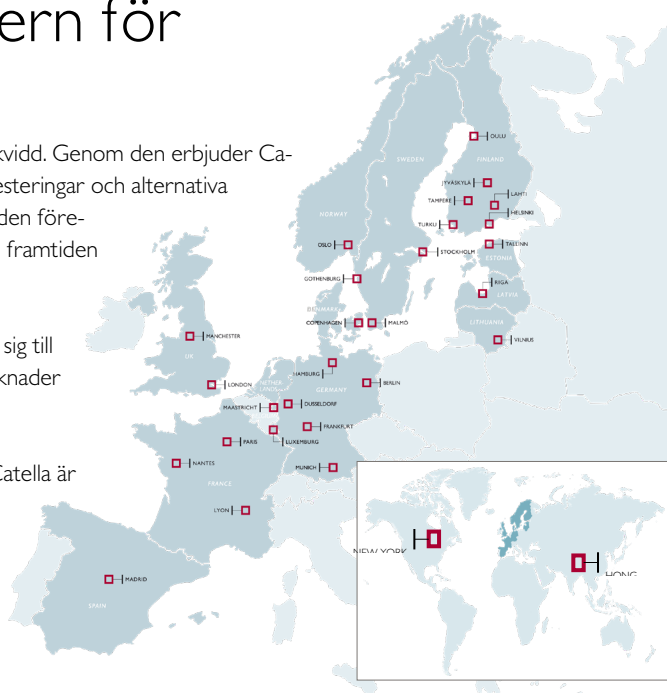 ern för
kvidd. Genom den erbjuder Ca-
esteringar och alternativa
den före-
framtiden
sig till
knader
Catella är
OULU
SWEDEN
FINLAND
JYVÄSKYLÄ
LAHTI
TAMPERE
HELSINKI
NORWAY
TURKU
OSLO
STOCKHOLM
TALLINN
ESTONIA
GOTHENBURG
RIGA
LATVIA
DENMARK
COPENHAGEN
MALMÖ
LITHUANIA
MANCHESTER
VILNIUS
UK
HAMBURG
NETHER-
LANDS
GERMANY
BERLIN
LONDON
MAASTRICHT
DUSSELDORF
FRANKFURT
PARIS
LUXEMBURG
NANTES
MUNICH
FRANCE
LYON
NEW YORK
HONG
MADRID
SPAIN